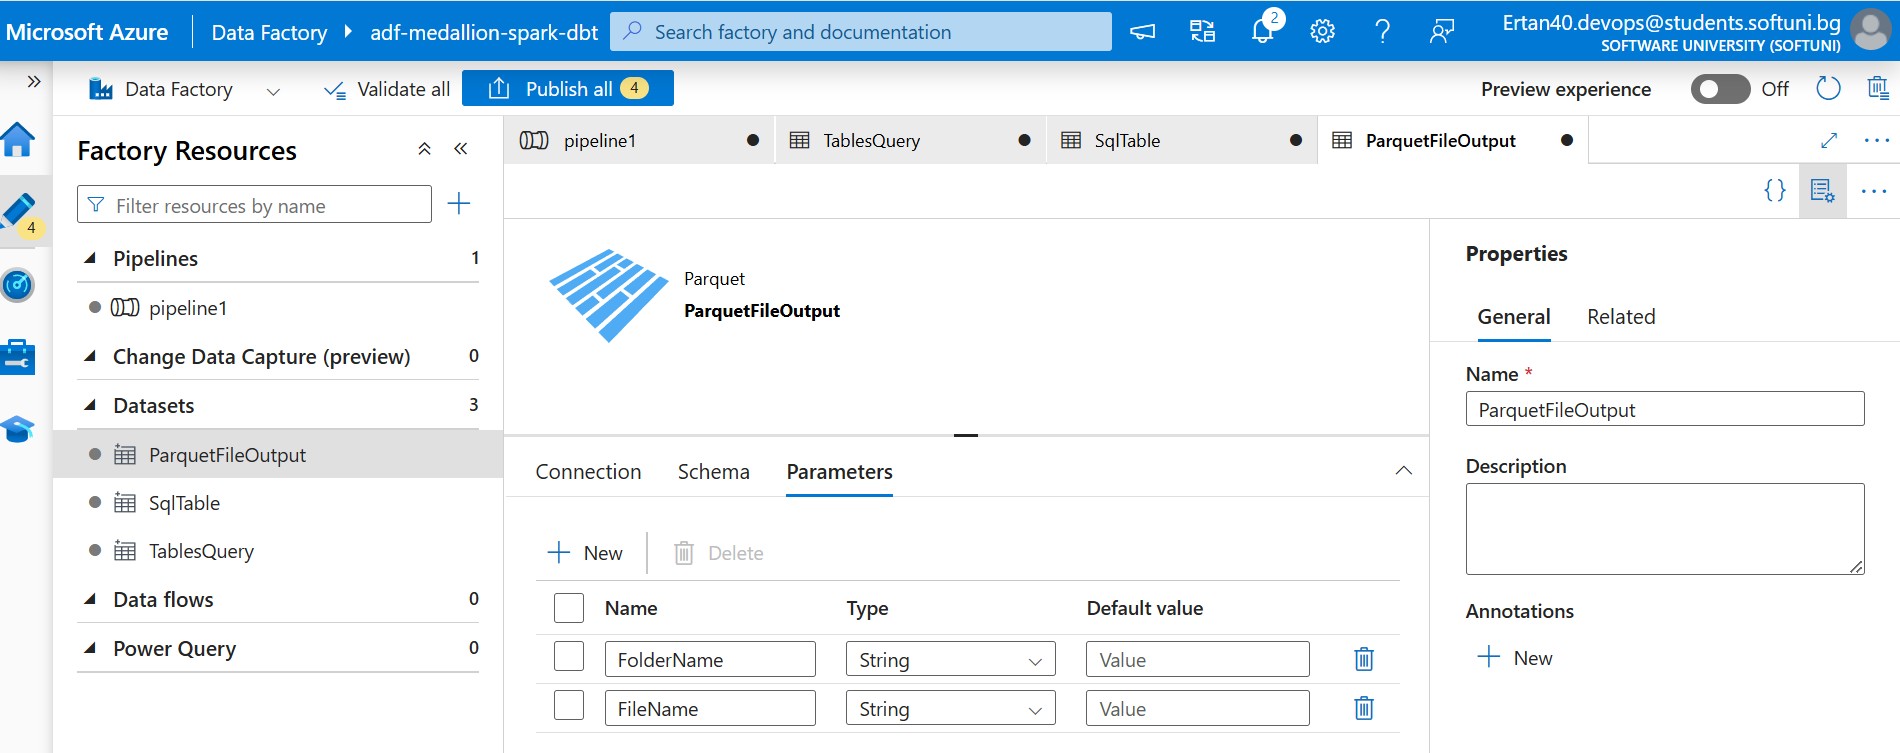 Microsoft Azure
Data Factory
adf-medallion-spark-dbt
Search factory and documentation
2
Ertan40.devops@students.softuni.bg
SOFTWARE UNIVERSITY (SOFTUNI)
Data Factory
Validate all
Publish all
4
Preview experience
Off
4
Factory Resources
Filter resources by name
Pipelines 1
pipeline1
Change Data Capture (preview) 0
Datasets 3
ParquetFileOutput
SqlTable
TablesQuery
Data flows 0
Power Query 0
pipeline1
TablesQuery
SqlTable
ParquetFileOutput
{}
Parquet
ParquetFileOutput
Connection Schema Parameters
New Delete
Name Type Default value
FolderName String Value
FileName String Value
Properties
General Related
Name *
ParquetFileOutput
Description
Annotations
New